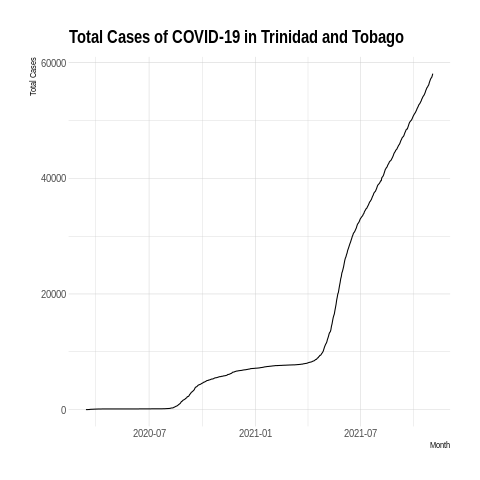 Total Cases of COVID-19 in Trinidad and Tobago
Total Cases
60000
40000
20000
0
2020-07 2021-01 2021-07
Month